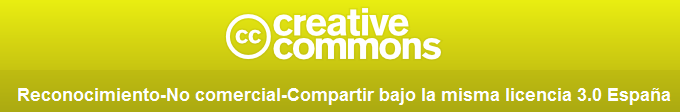 cc creative
commons
Reconocimiento-No comercial-Compartir bajo la misma licencia 3.0 España